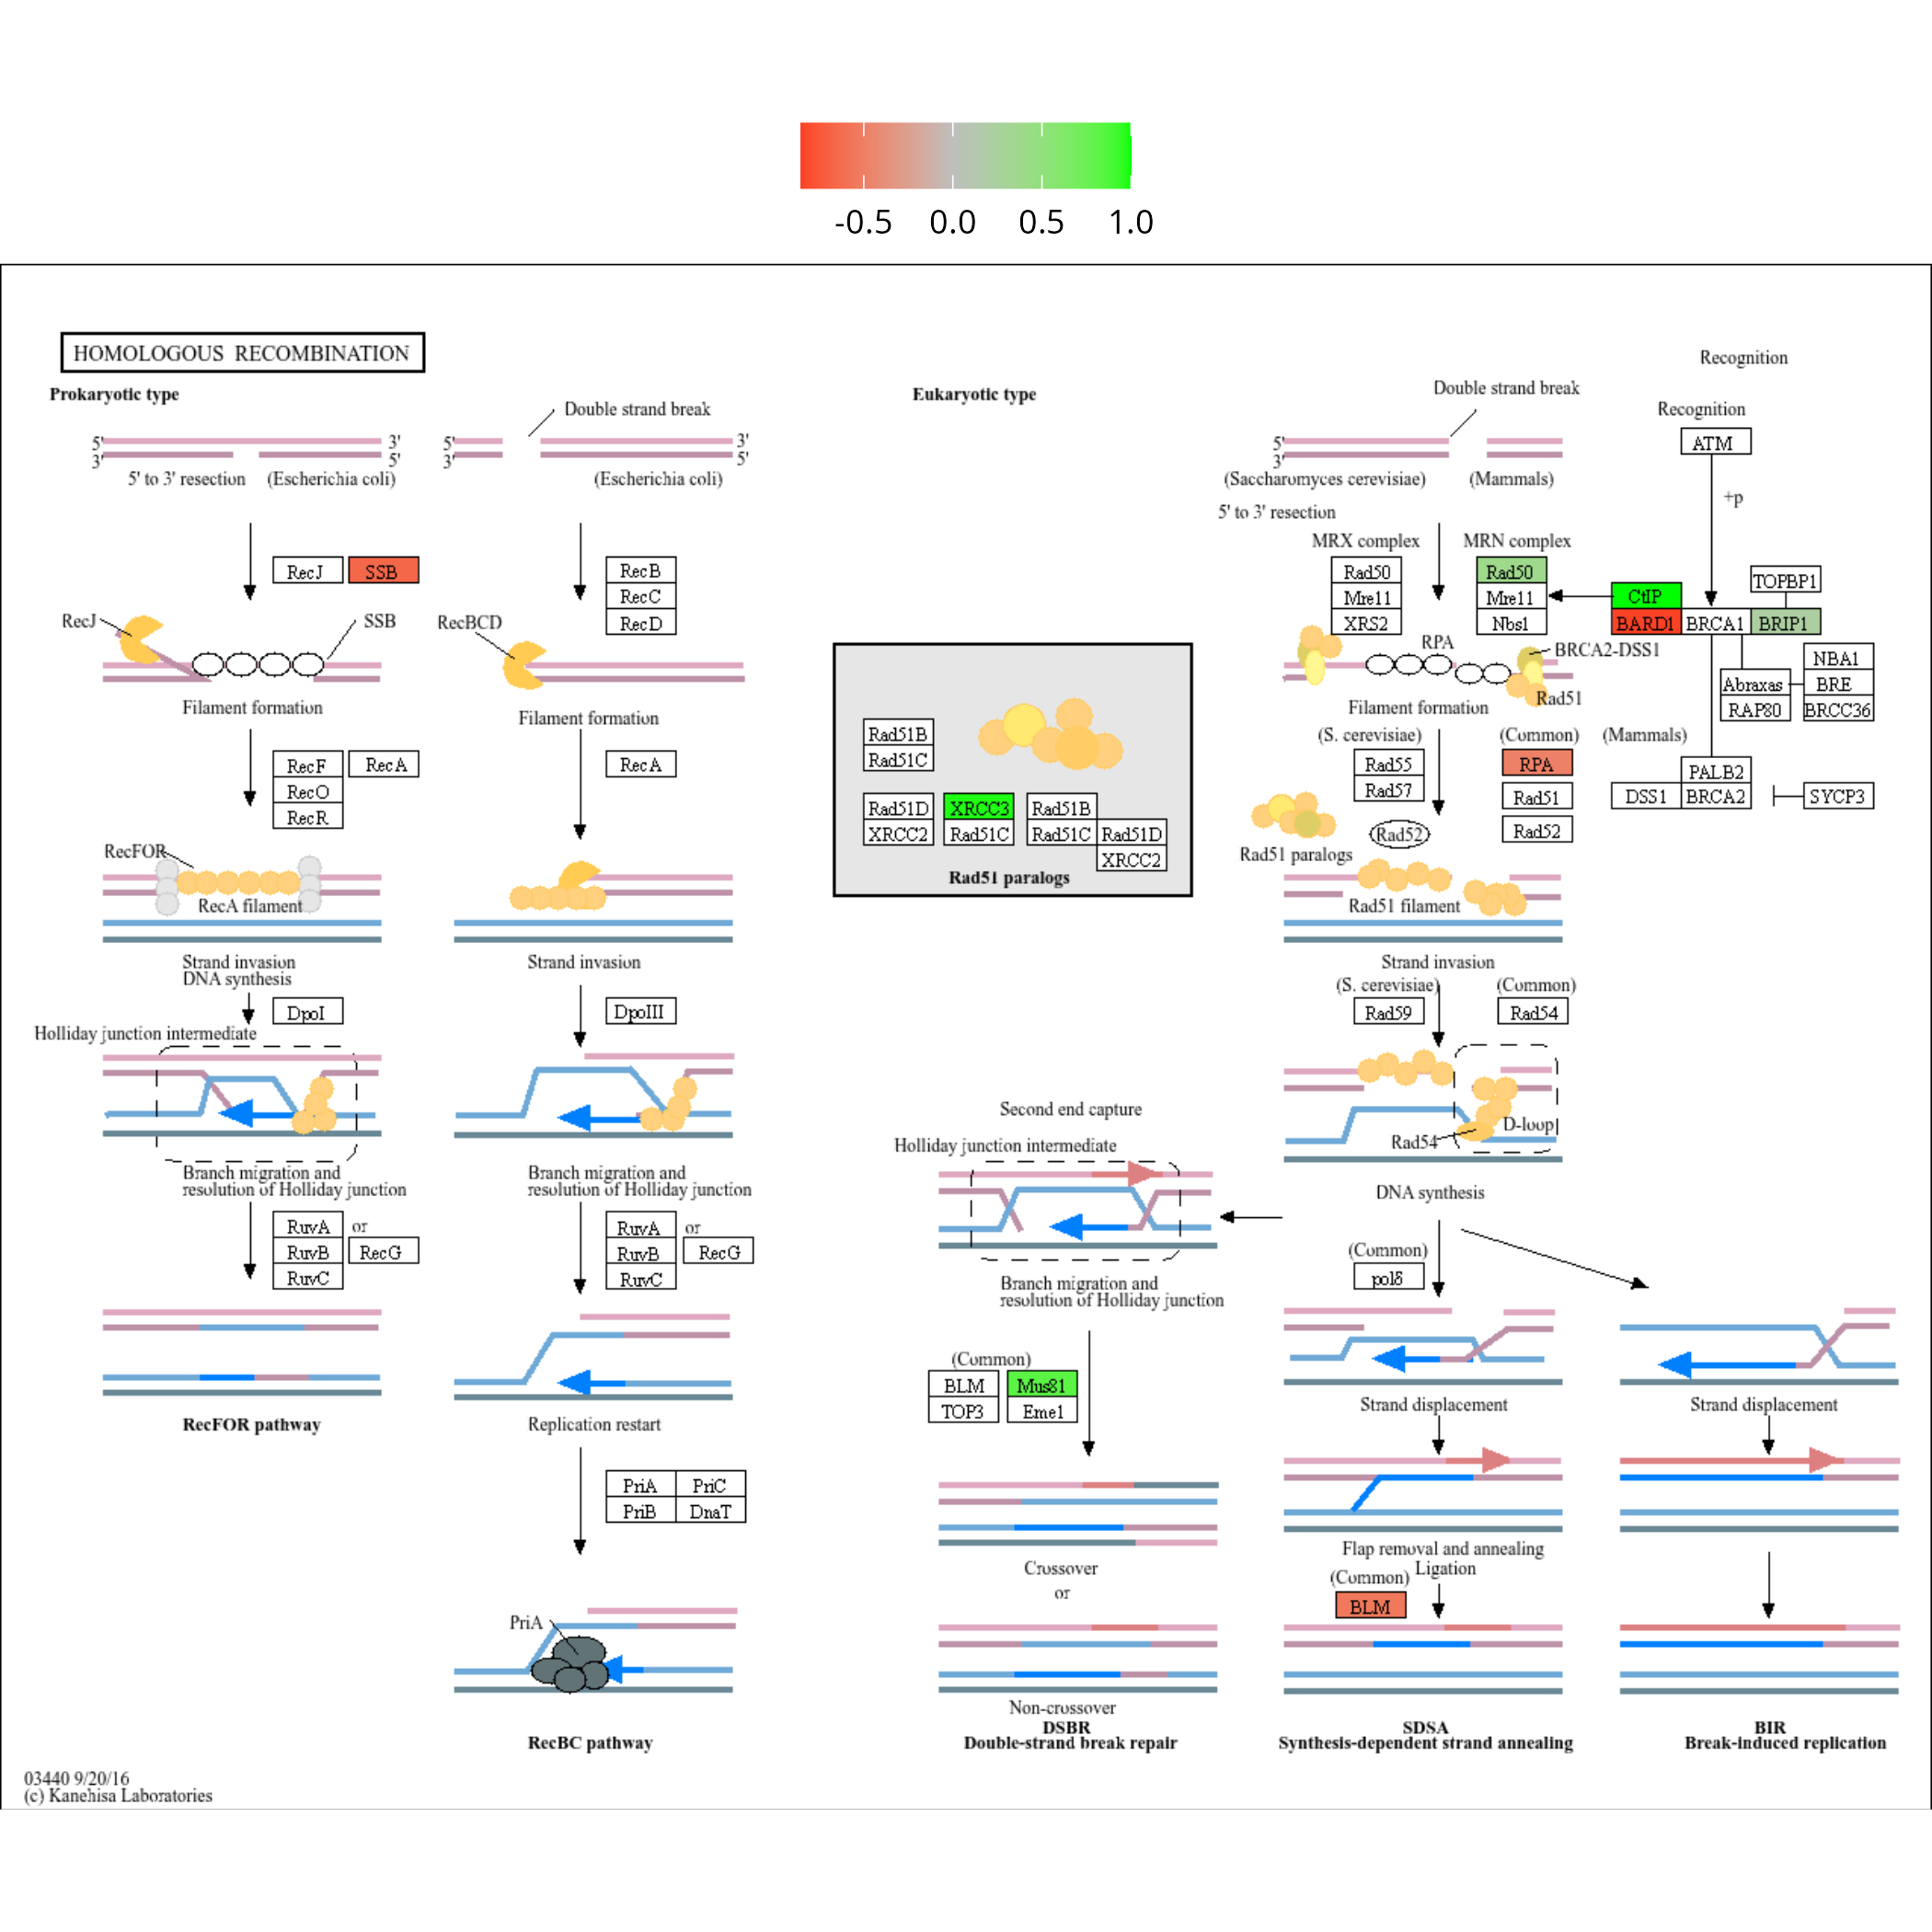 -0.5 0.0 0.5 1.0
HOMOLOGOUS RECOMBINATION
Prokaryotic type
Double strand break
5' 3'
3' 5'
5' 3'
3' 5'
5' to 3' resection
(Escherichia coli)
(Escherichia coli)
RecJ
SSB
RecB
RecC
RecD
RecJ
SSB
RecBCD
Filament formation
Filament formation
RecF
RecA
RecO
RecR
RecA
RecFOR
RecA filament
Strand invasion
DNA synthesis
Strand invasion
DpoI
DpoIII
Holliday junction intermediate
Branch migration and
resolution of Holliday junction
Branch migration and
resolution of Holliday junction
RuvA
or
RuvB
RecG
RuvC
RuvA
or
RuvB
RecG
RuvC
RecFOR pathway
Replication restart
PriA
PriC
PriB
DnaT
PriA
RecBC pathway
Eukaryotic type
Double strand break
Recognition
Recognition
ATM
+p
5'
3'
(Saccharomyces cerevisiae)
(Mammals)
5' to 3' resection
MRX complex
MRN complex
Rad50
Mre11
XRS2
Rad50
Mre11
Nbs1
CtIP
TOPBP1
BARD1
BRCA1
BRIP1
RPA
BRCA2-DSS1
Rad51
NBA1
Abraxas
BRE
RAP80
BRCC36
Filament formation
(S. cerevisiae)
(Common)
(Mammals)
Rad55
Rad57
RPA
Rad51
Rad52
PALB2
DSS1
BRCA2
SYCP3
Rad52
Rad51 paralogs
Rad51 filament
Rad51B
Rad51C
Rad51D
XRCC3
Rad51B
XRCC2
Rad51C
Rad51C
Rad51D
XRCC2
Rad51 paralogs
Strand invasion
(S. cerevisiae)
(Common)
Rad59
Rad54
D-loop
Rad54
DNA synthesis
Second end capture
Holliday junction intermediate
Branch migration and
resolution of Holliday junction
(Common)
polδ
(Common)
BLM
Mus81
TOP3
Eme1
Strand displacement
Strand displacement
Crossover
or
Flap removal and annealing
Ligation
(Common)
BLM
Non-crossover
DSBR
Double-strand break repair
SDSA
Synthesis-dependent strand annealing
BIR
Break-induced replication
03440 9/20/16
(c) Kanehisa Laboratories